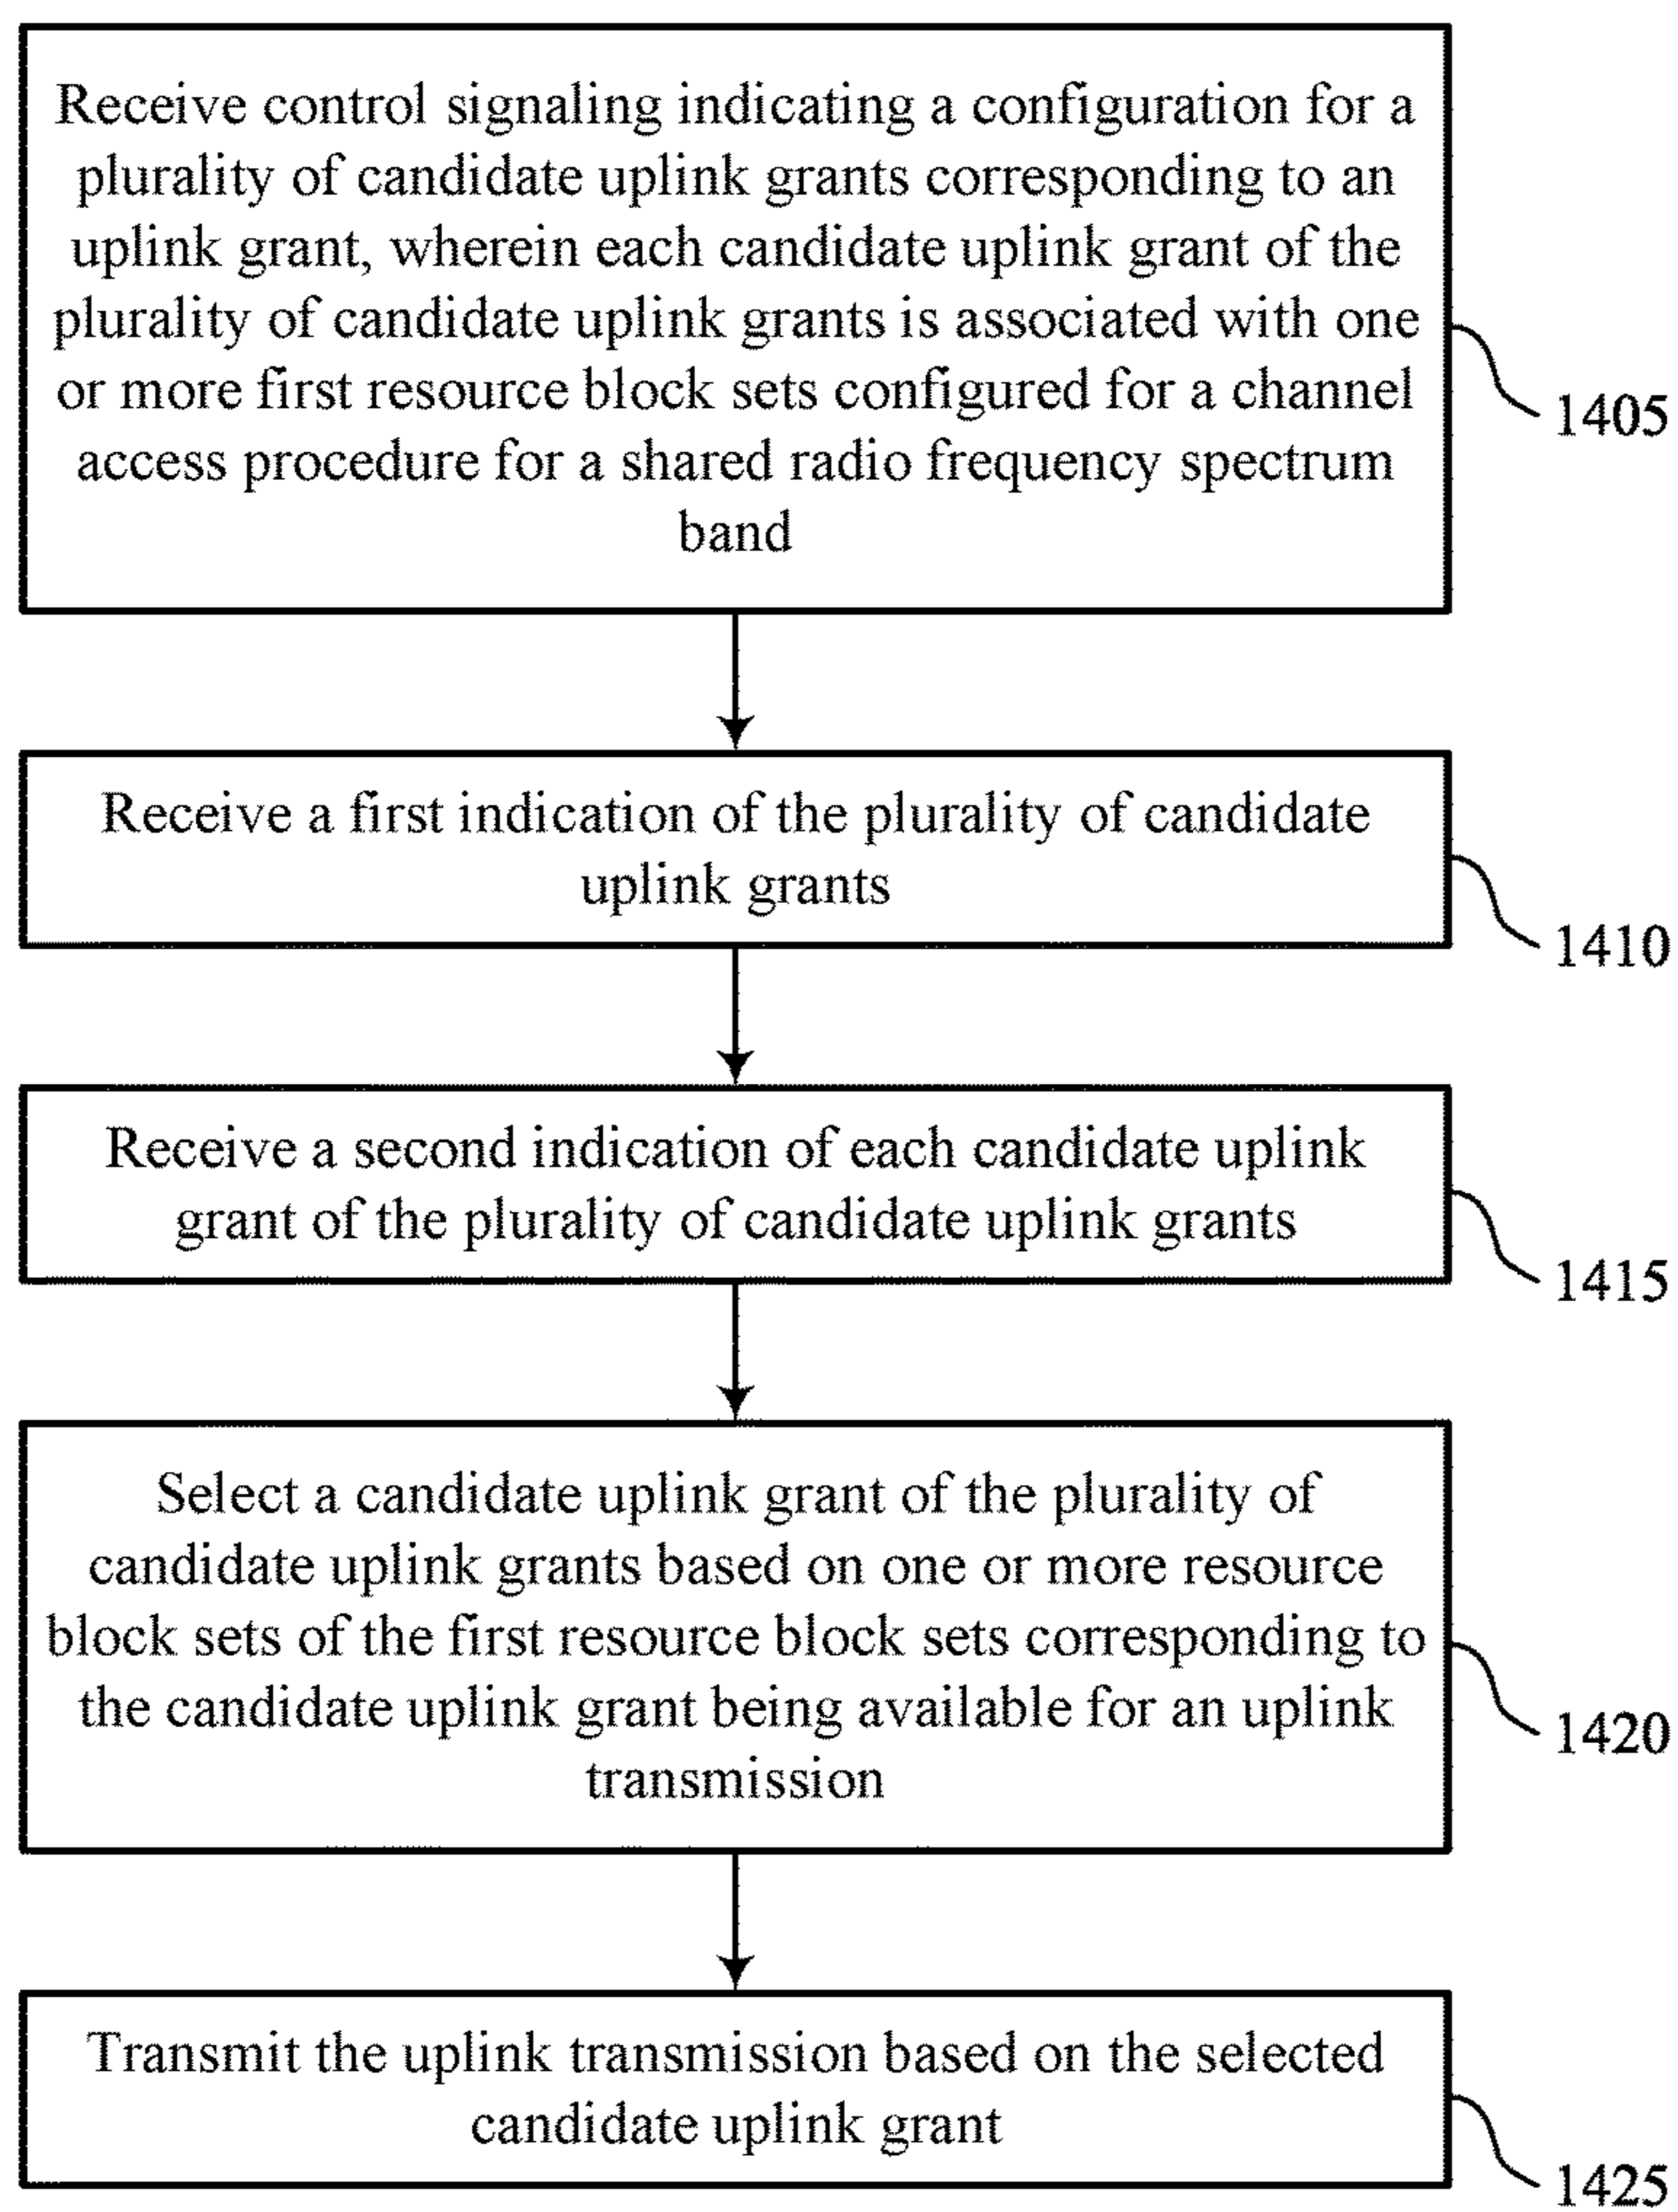 Receive control signaling indicating a configuration for a
plurality of candidate uplink grants corresponding to an
uplink grant, wherein each candidate uplink grant of the
plurality of candidate uplink grants is associated with one
or more first resource block sets configured for a channel
access procedure for a shared radio frequency spectrum
band
1405
Receive a first indication of the plurality of candidate
uplink grants
1410
Receive a second indication of each candidate uplink
grant of the plurality of candidate uplink grants
1415
Select a candidate uplink grant of the plurality of
candidate uplink grants based on one or more resource
block sets of the first resource block sets corresponding to
the candidate uplink grant being available for an uplink
transmission
1420
Transmit the uplink transmission based on the selected
candidate uplink grant
1425